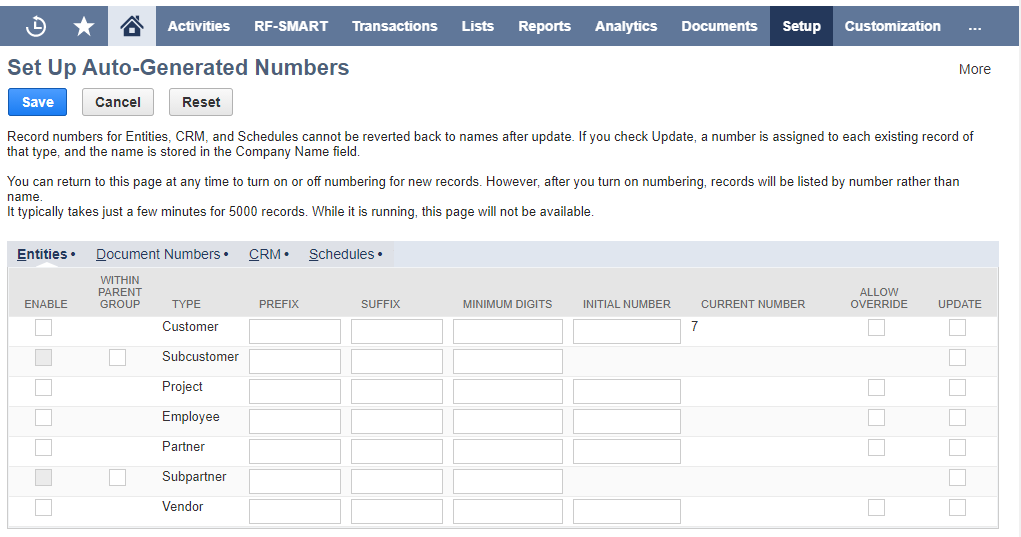 Activities RF-SMART Transactions Lists Reports Analytics Documents Setup Customization ...
Set Up Auto-Generated Numbers
More
Save Cancel Reset
Record numbers for Entities, CRM, and Schedules cannot be reverted back to names after update. If you check Update, a number is assigned to each existing record of
that type, and the name is stored in the Company Name field.
You can return to this page at any time to turn on or off numbering for new records. However, after you turn on numbering, records will be listed by number rather than
name.
It typically takes just a few minutes for 5000 records. While it is running, this page will not be available.
Entities • Document Numbers • CRM • Schedules •
ENABLE WITHIN PARENT GROUP TYPE PREFIX SUFFIX MINIMUM DIGITS INITIAL NUMBER CURRENT NUMBER ALLOW OVERRIDE UPDATE
Customer 7
Subcustomer
Project
Employee
Partner
Subpartner
Vendor